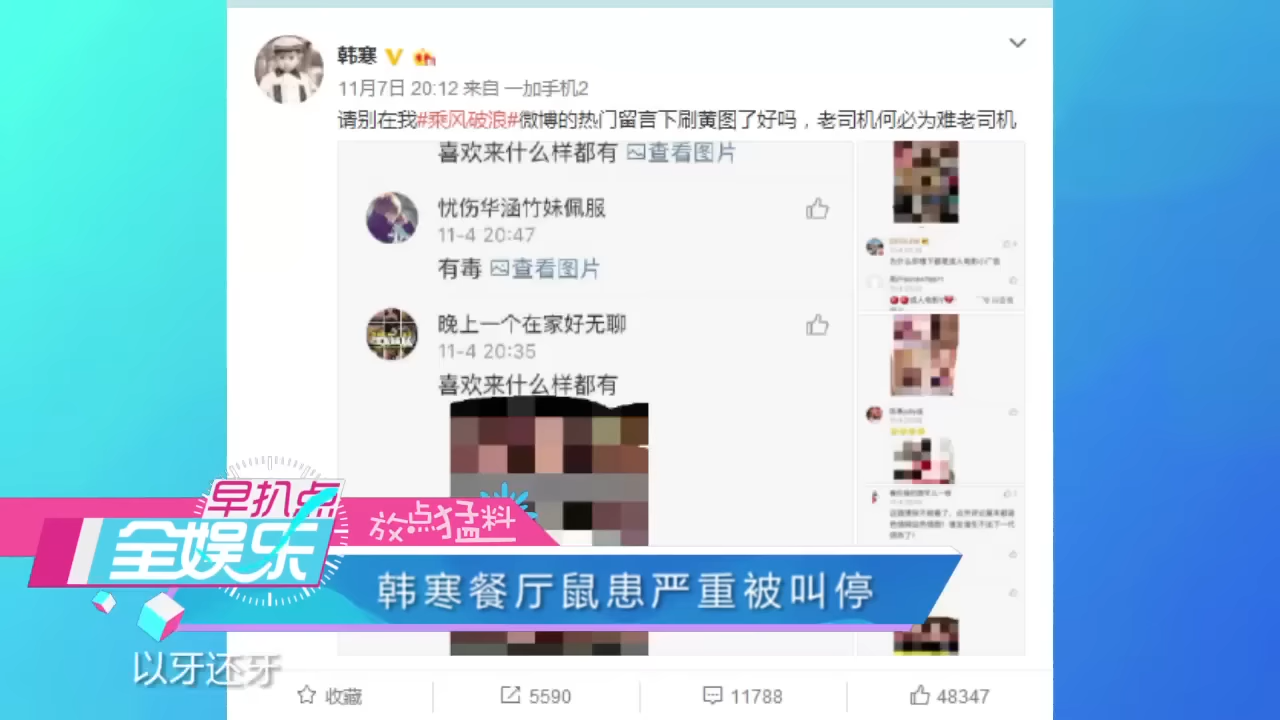 韩寒
11月7日 20:12 来自 一加手机2
请别在我#乘风破浪#微博的热门留言下刷黄图了好吗，老司机何必为难老司机
喜欢来什么样都有 查看图片
忧伤华涵竹妹佩服
11-4 20:47
有毒 查看图片
晚上一个在家好无聊
11-4 20:35
喜欢来什么样都有
早扒点
全娱乐
放点猛料
韩寒餐厅鼠患严重被叫停
以牙还牙
收藏
5590
11788
48347